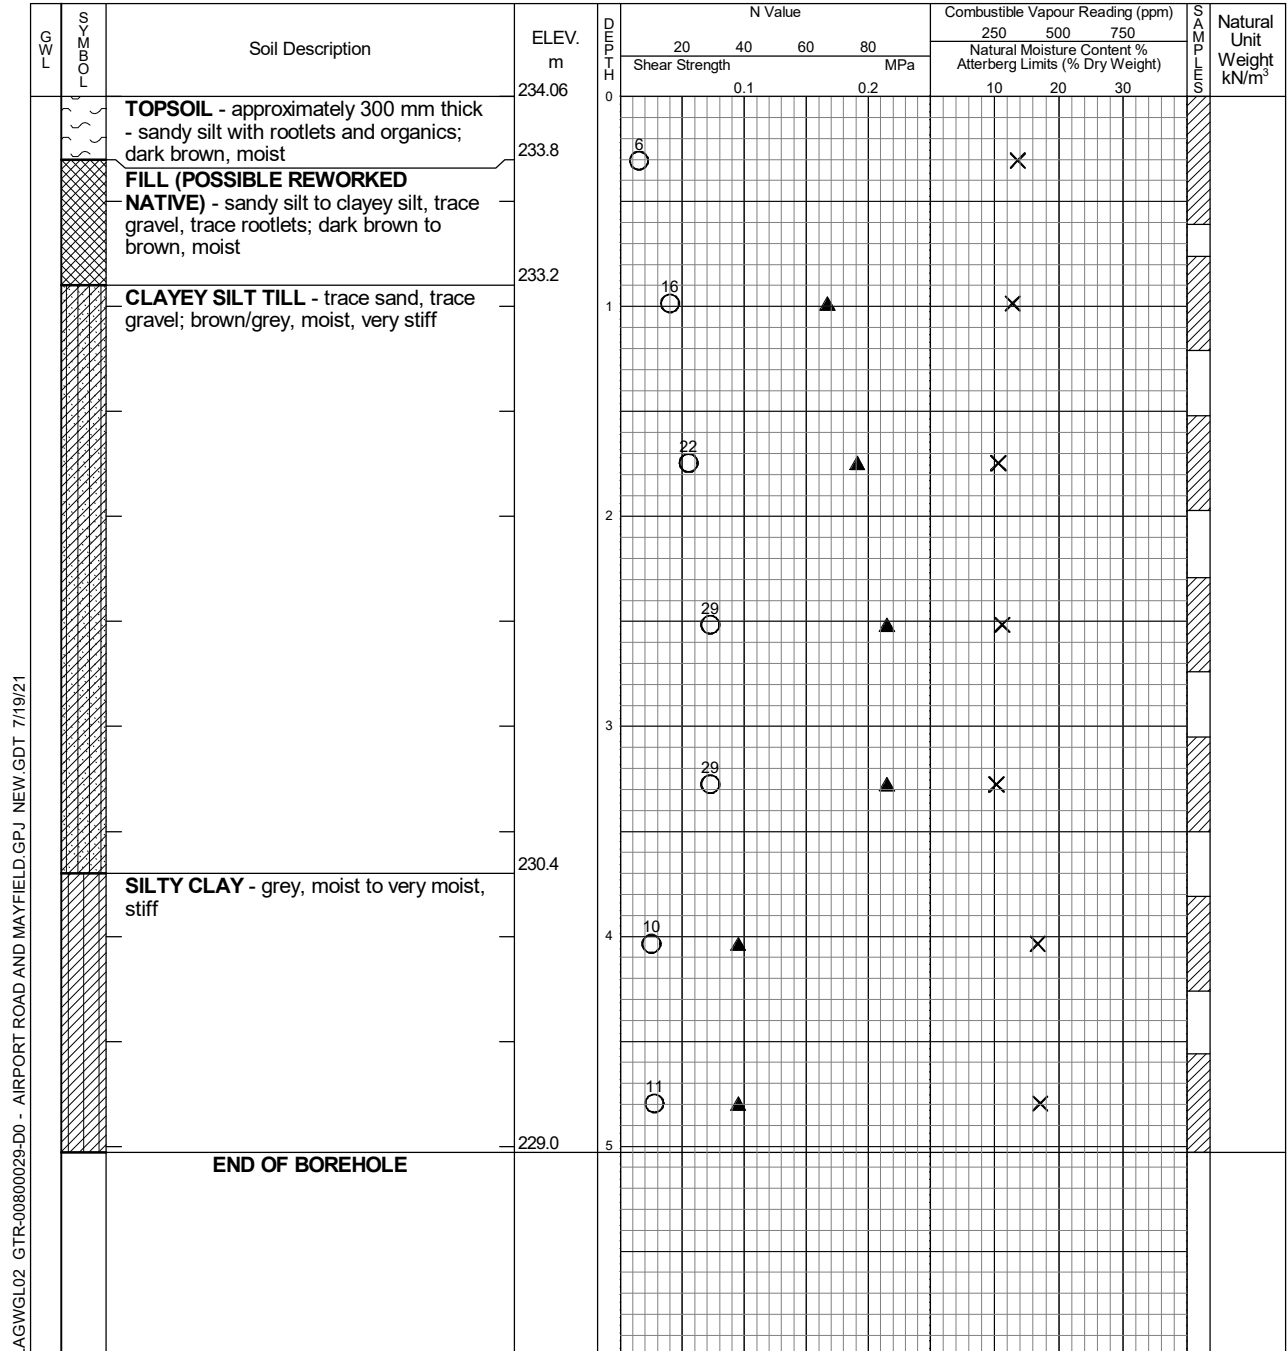 GWL
SYMBOL
Soil Description
ELEV.
m
234.06
DEPTH
N Value
20 40 60 80
Shear Strength MPa
0.1 0.2
Combustible Vapour Reading (ppm)
250 500 750
Natural Moisture Content %
Atterberg Limits (% Dry Weight)
10 20 30
SAMPLES
Natural
Unit
Weight
kN/m³
0
TOPSOIL - approximately 300 mm thick
- sandy silt with rootlets and organics;
dark brown, moist
233.8
6
FILL (POSSIBLE REWORKED
NATIVE) - sandy silt to clayey silt, trace
gravel, trace rootlets; dark brown to
brown, moist
233.2
CLAYEY SILT TILL - trace sand, trace
gravel; brown/grey, moist, very stiff
16
1
22
2
29
3
29
230.4
SILTY CLAY - grey, moist to very moist,
stiff
10
4
11
229.0
5
END OF BOREHOLE
AGWGL02 GTR-00800029-D0 - AIRPORT ROAD AND MAYFIELD.GPJ NEW.GDT 7/19/21